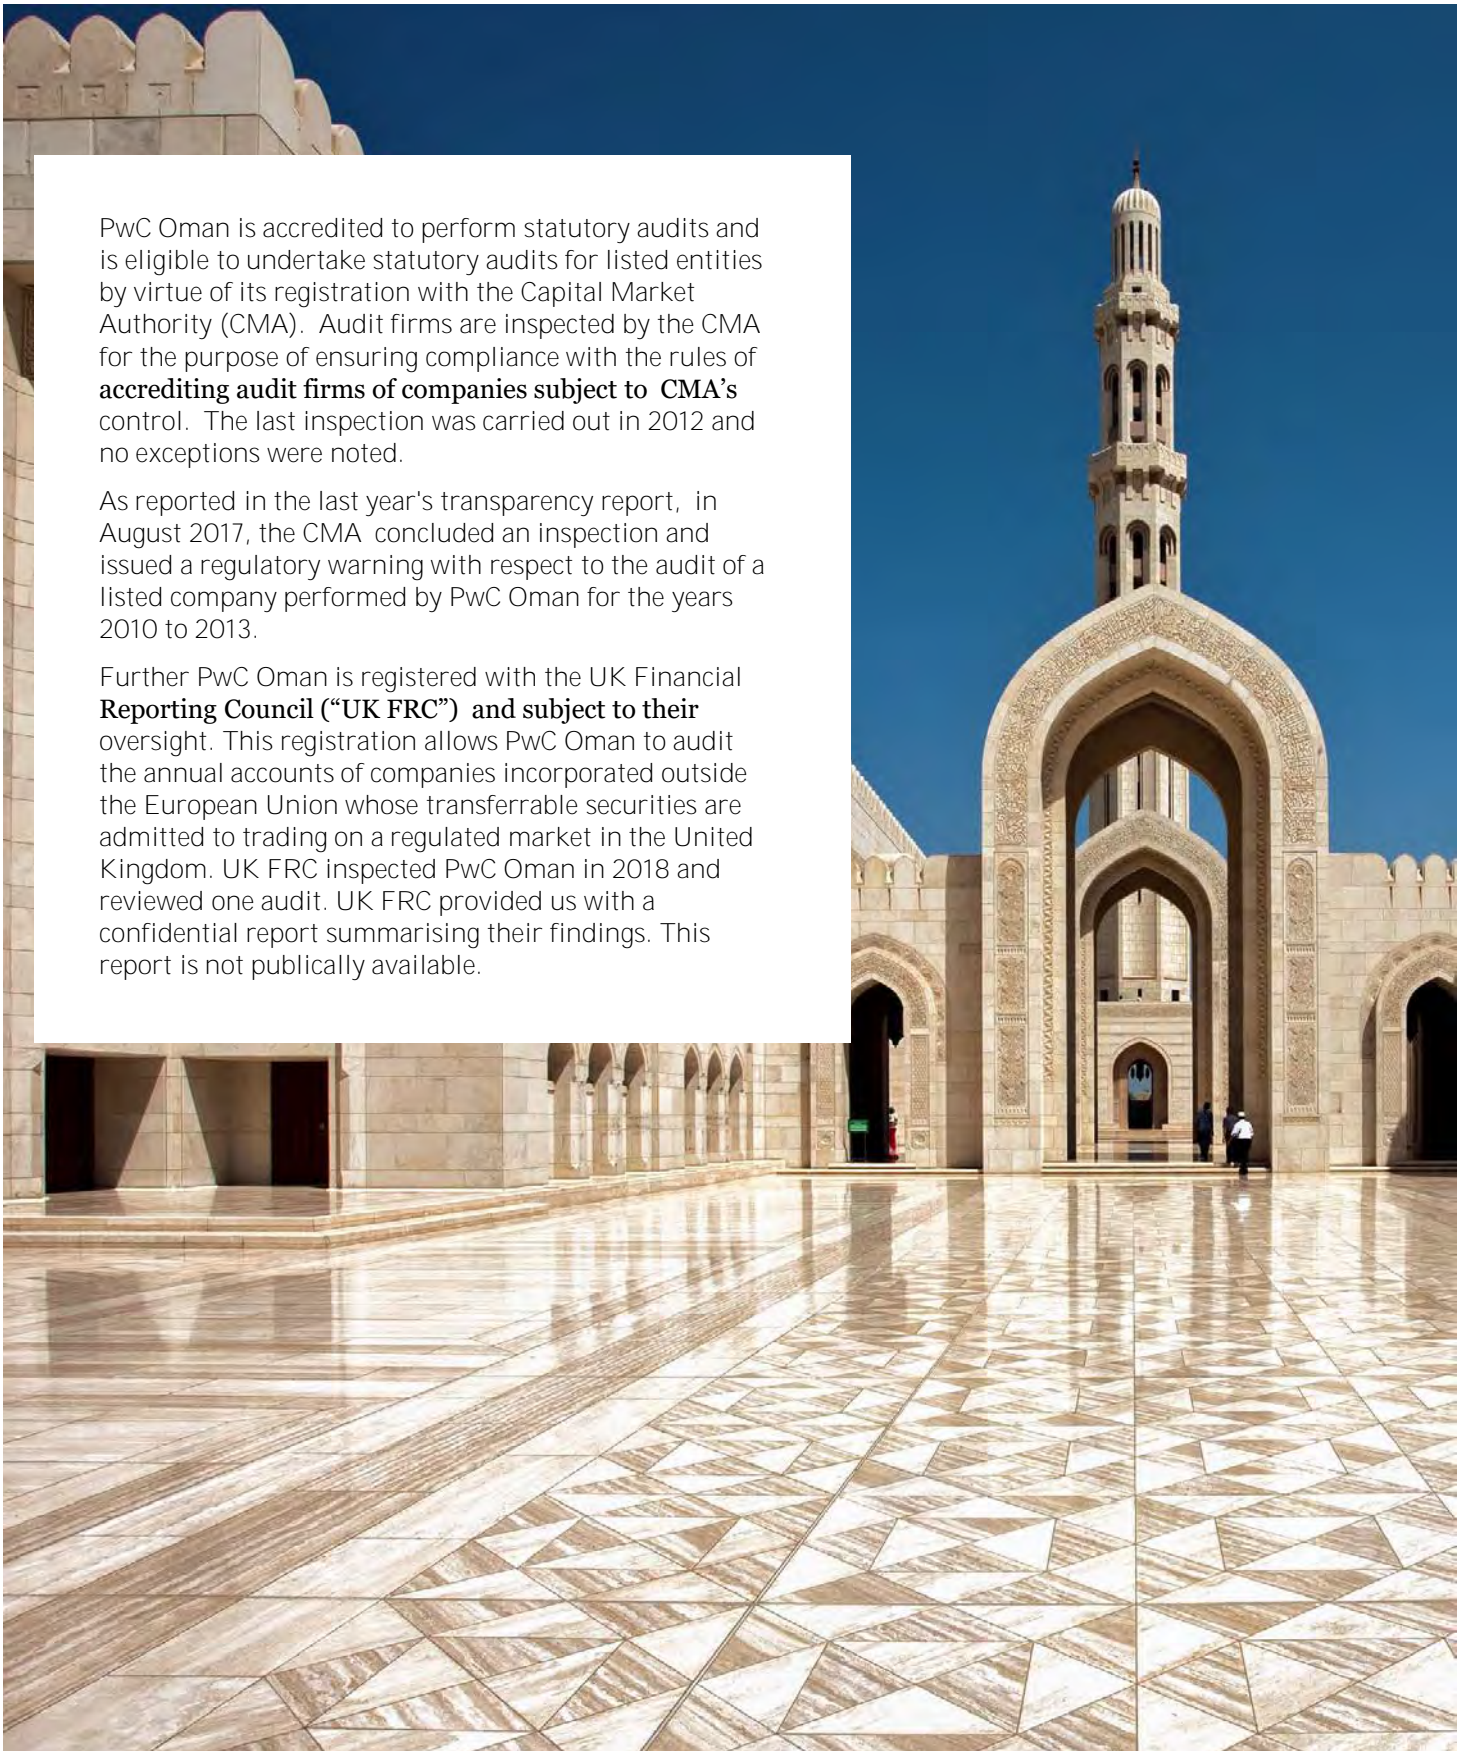 PwC Oman is accredited to perform statutory audits and
is eligible to undertake statutory audits for listed entities
by virtue of its registration with the Capital Market
Authority (CMA).  Audit firms are inspected by the CMA
for the purpose of ensuring compliance with the rules of
accrediting audit firms of companies subject to  CMA’s
control.  The last inspection was carried out in 2012 and
no exceptions were noted.
As reported in the last year's transparency report,  in
August 2017, the CMA  concluded an inspection and
issued a regulatory warning with respect to the audit of a
listed company performed by PwC Oman for the years
2010 to 2013.
Further PwC Oman is registered with the UK Financial
Reporting Council (“UK FRC”)  and subject to their
oversight. This registration allows PwC Oman to audit
the annual accounts of companies incorporated outside
the European Union whose transferrable securities are
admitted to trading on a regulated market in the United
Kingdom. UK FRC inspected PwC Oman in 2018 and
reviewed one audit. UK FRC provided us with a
confidential report summarising their findings. This
report is not publically available.